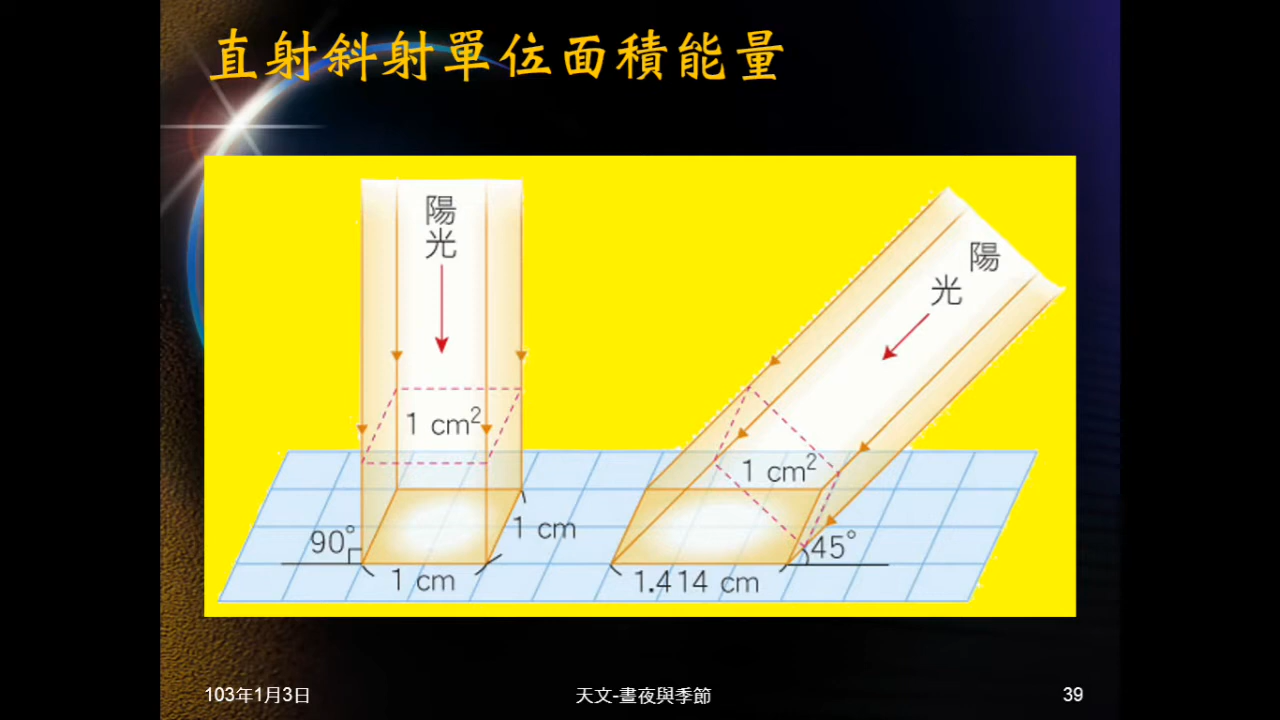 直射斜射單位面積能量
陽光
陽光
1 cm²
1 cm²
90°
1 cm
1 cm
45°
1.414 cm
103年1月3日
天文-晝夜與季節
39